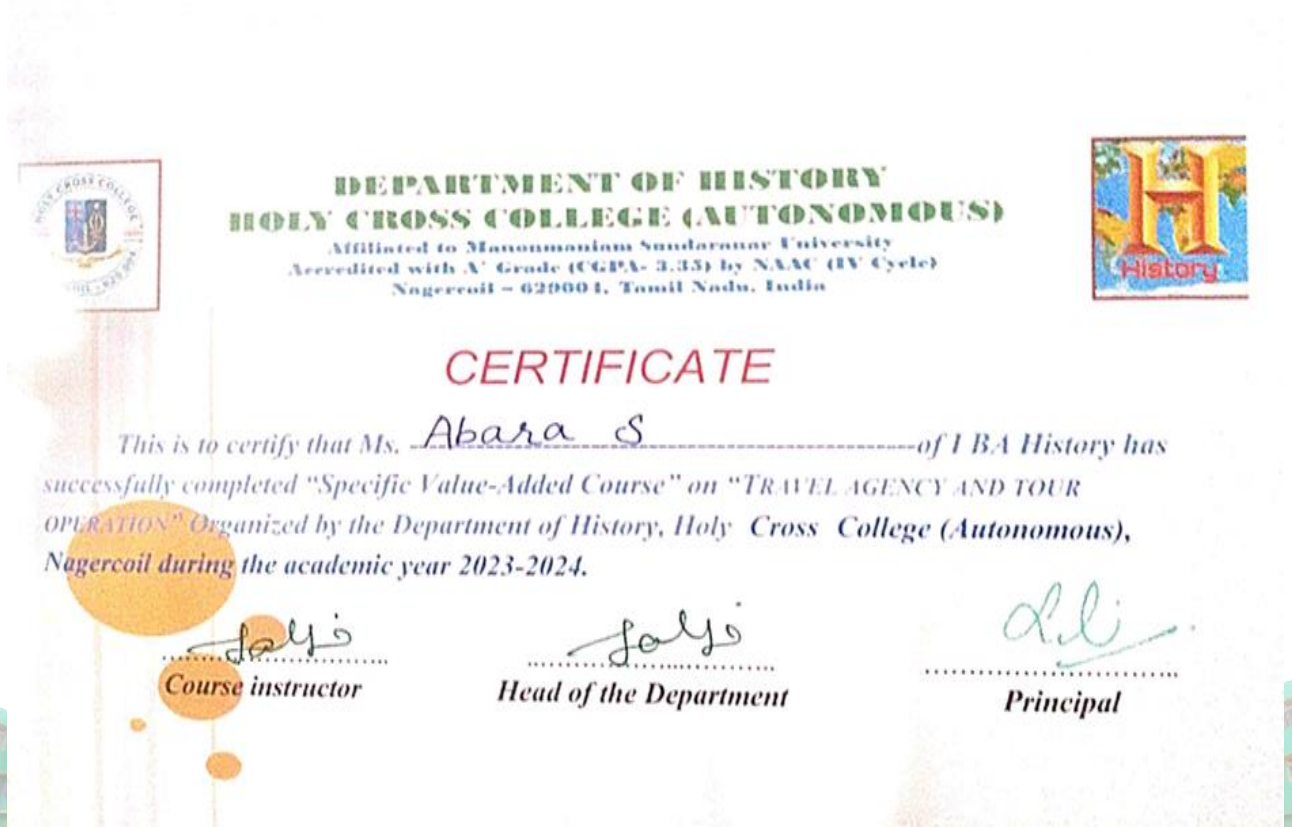 HOLY CROSS COLLEGE
DEPARTMENT OF HISTORY
HOLY CROSS COLLEGE (AUTONOMOUS)
Affiliated to Manonmaniam Sundaranar University
Accredited with A+ Grade (CGPA- 3.35) by NAAC (IV Cycle)
Nagercoil – 629004, Tamil Nadu, India
H
History
CERTIFICATE
This is to certify that Ms. Abara S of I BA History has
successfully completed “Specific Value-Added Course” on “TRAVEL AGENCY AND TOUR
OPERATION” Organized by the Department of History, Holy Cross College (Autonomous),
Nagercoil during the academic year 2023-2024.
Course instructor
Head of the Department
Principal